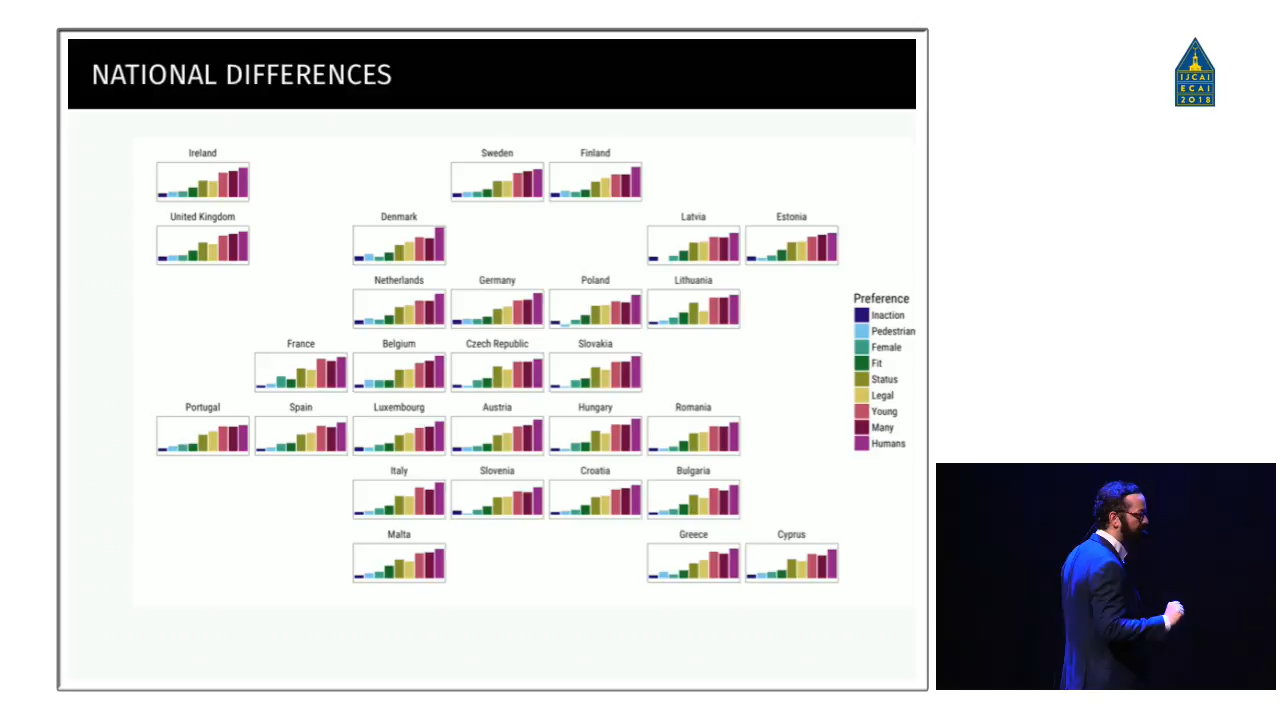 NATIONAL DIFFERENCES
IJCAI
ECAI
2018
Ireland
Sweden
Finland
United Kingdom
Denmark
Latvia
Estonia
Netherlands
Germany
Poland
Lithuania
France
Belgium
Czech Republic
Slovakia
Portugal
Spain
Luxembourg
Austria
Hungary
Romania
Italy
Slovenia
Croatia
Bulgaria
Malta
Greece
Cyprus
Preference
Inaction
Pedestrian
Female
Fit
Status
Legal
Young
Many
Humans